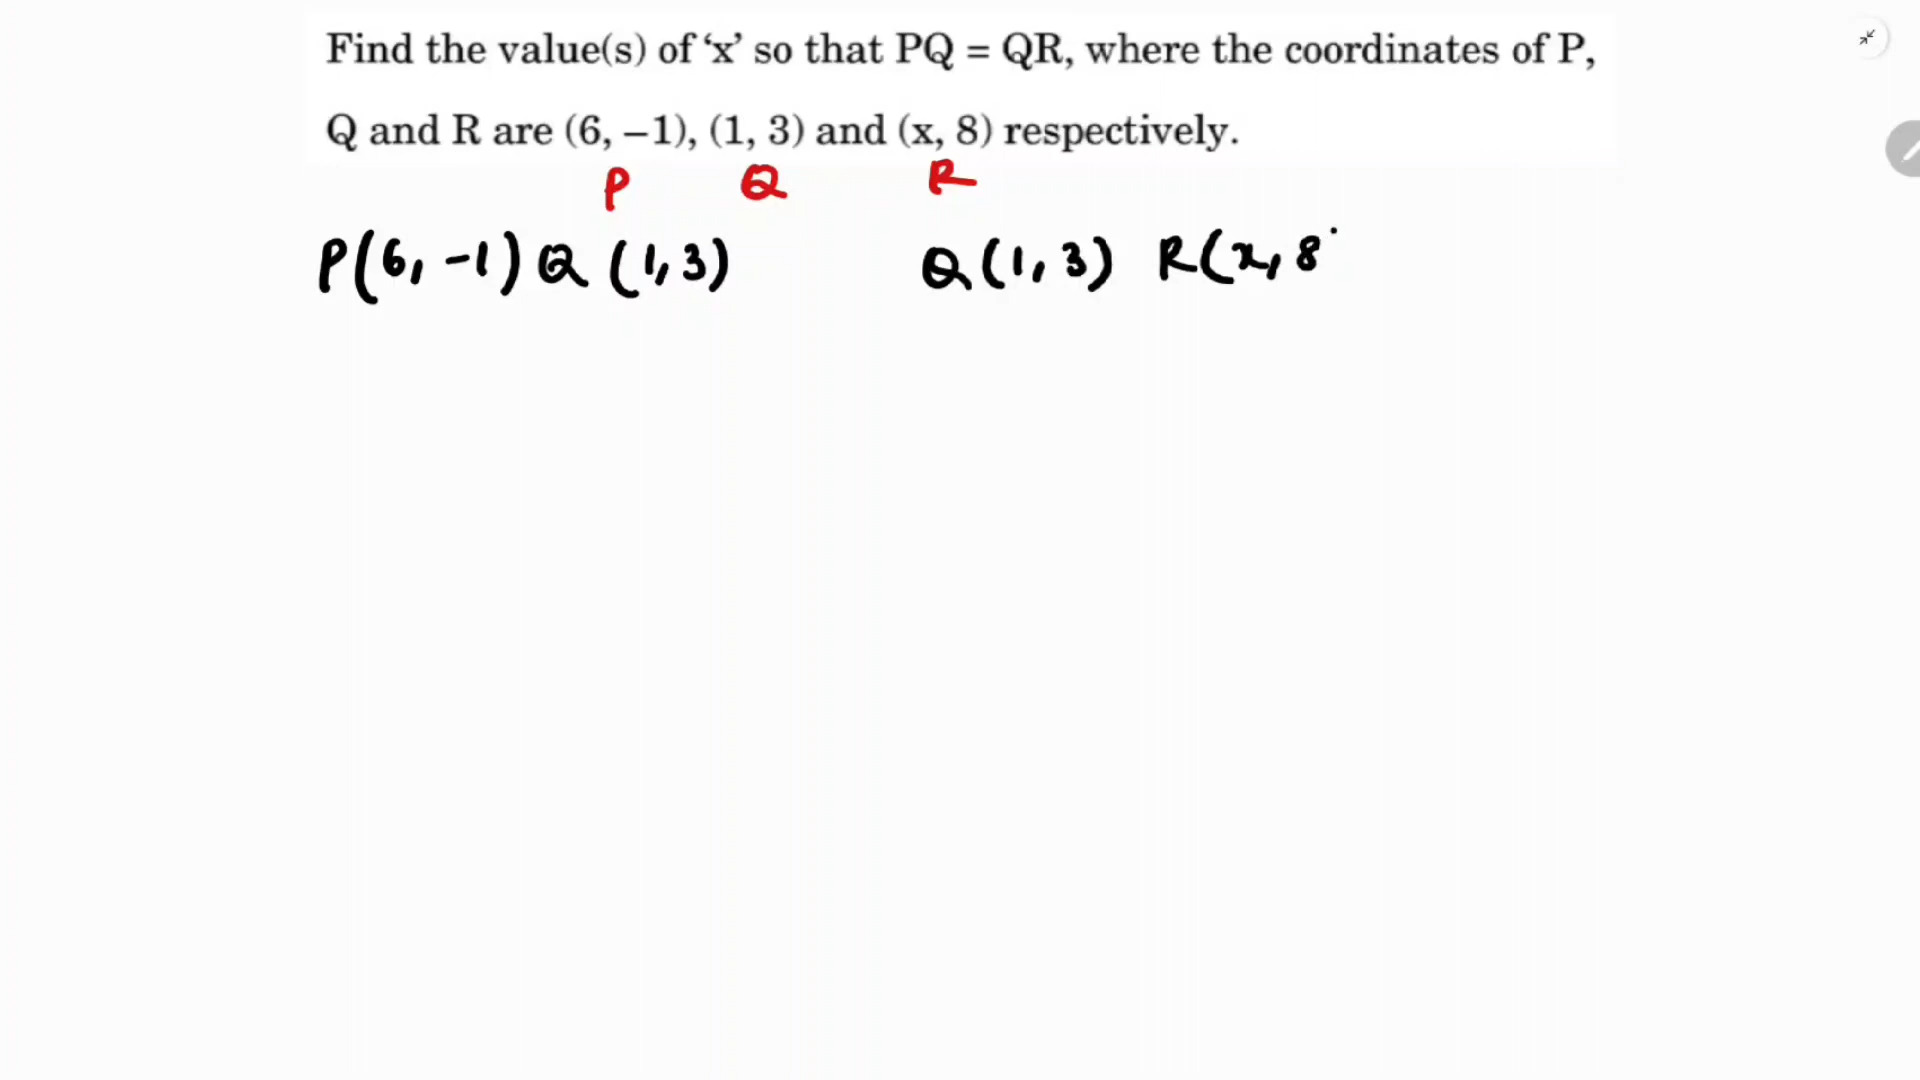 Find the value(s) of ‘x’ so that PQ = QR, where the coordinates of P,
Q and R are (6, –1), (1, 3) and (x, 8) respectively.
P Q R
P(6, -1) Q (1, 3) Q (1, 3) R(x, 8